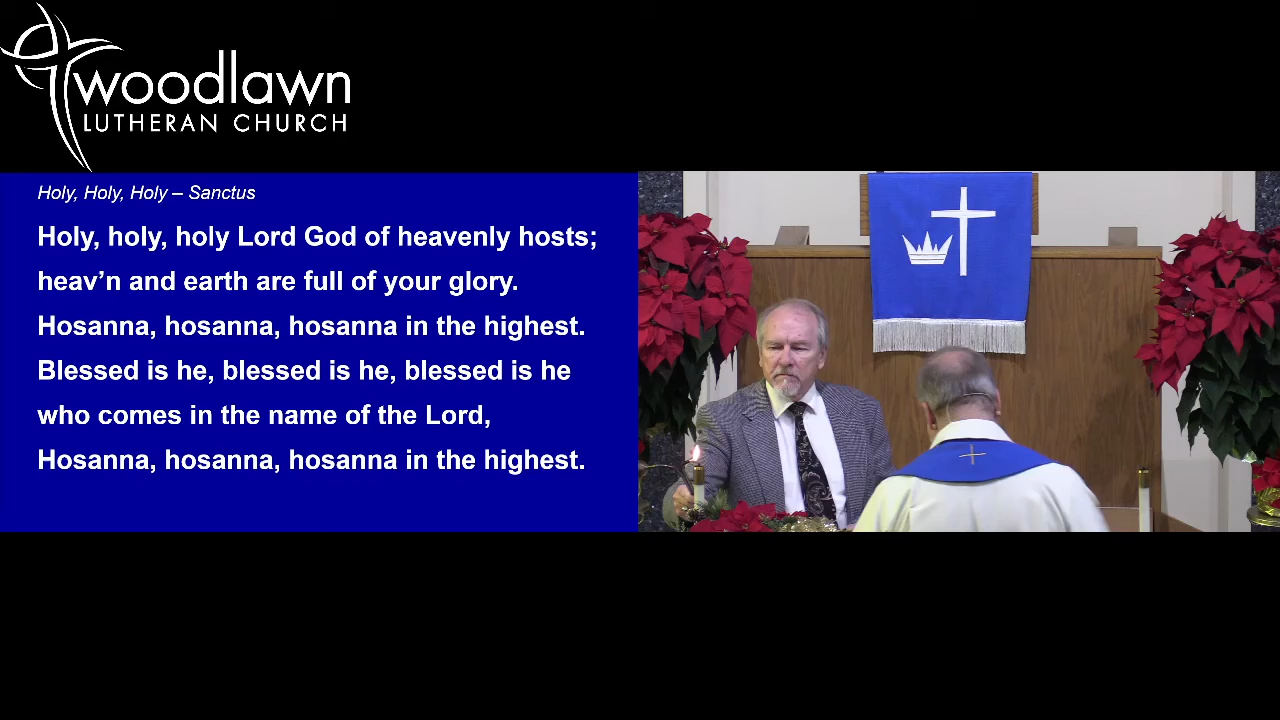 woodlawn
LUTHERAN CHURCH
Holy, Holy, Holy – Sanctus
Holy, holy, holy Lord God of heavenly hosts;
heav’n and earth are full of your glory.
Hosanna, hosanna, hosanna in the highest.
Blessed is he, blessed is he, blessed is he
who comes in the name of the Lord,
Hosanna, hosanna, hosanna in the highest.